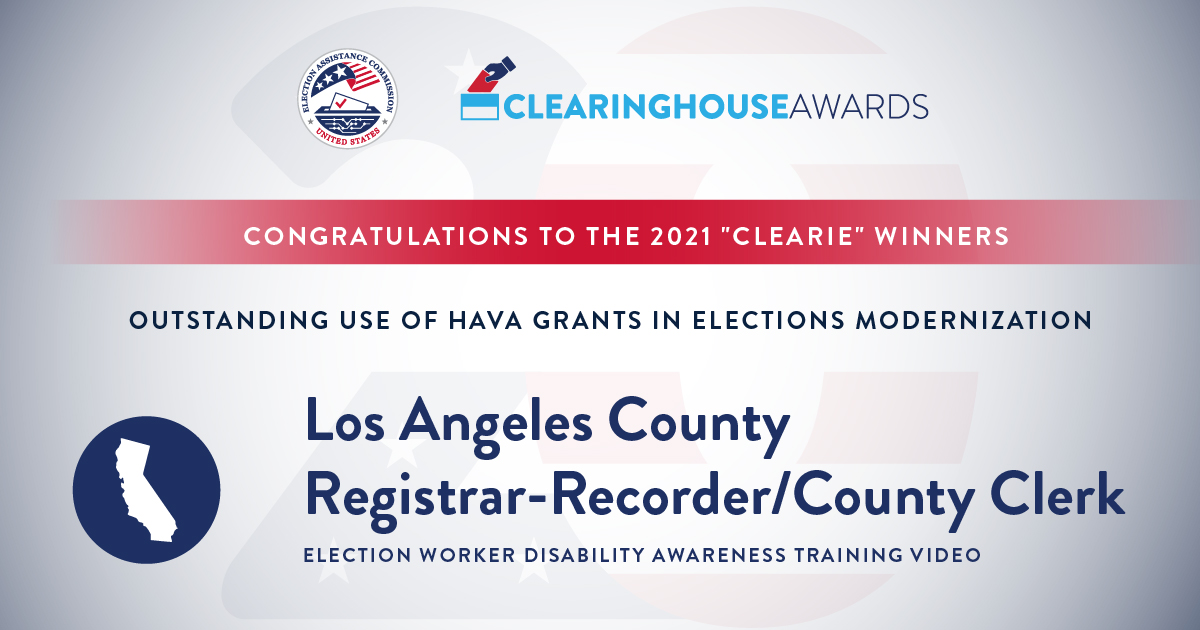 ELECTION ASSISTANCE COMMISSION
UNITED STATES
CLEARINGHOUSEAWARDS
CONGRATULATIONS TO THE 2021 "CLEARIE" WINNERS
OUTSTANDING USE OF HAVA GRANTS IN ELECTIONS MODERNIZATION
Los Angeles County
Registrar-Recorder/County Clerk
ELECTION WORKER DISABILITY AWARENESS TRAINING VIDEO